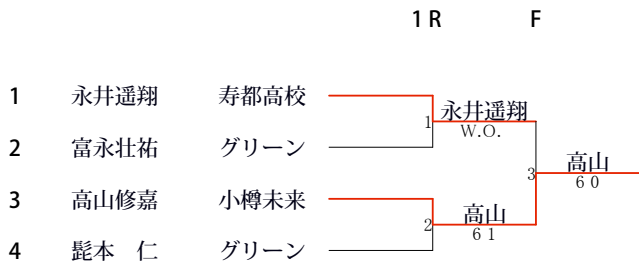 1 R F
1 永井遥翔 寿都高校
永井遥翔
1
W.O.
2 富永壮祐 グリーン
高山
3
6 0
3 高山修嘉 小樽未来
高山
2
6 1
4 髭本 仁 グリーン